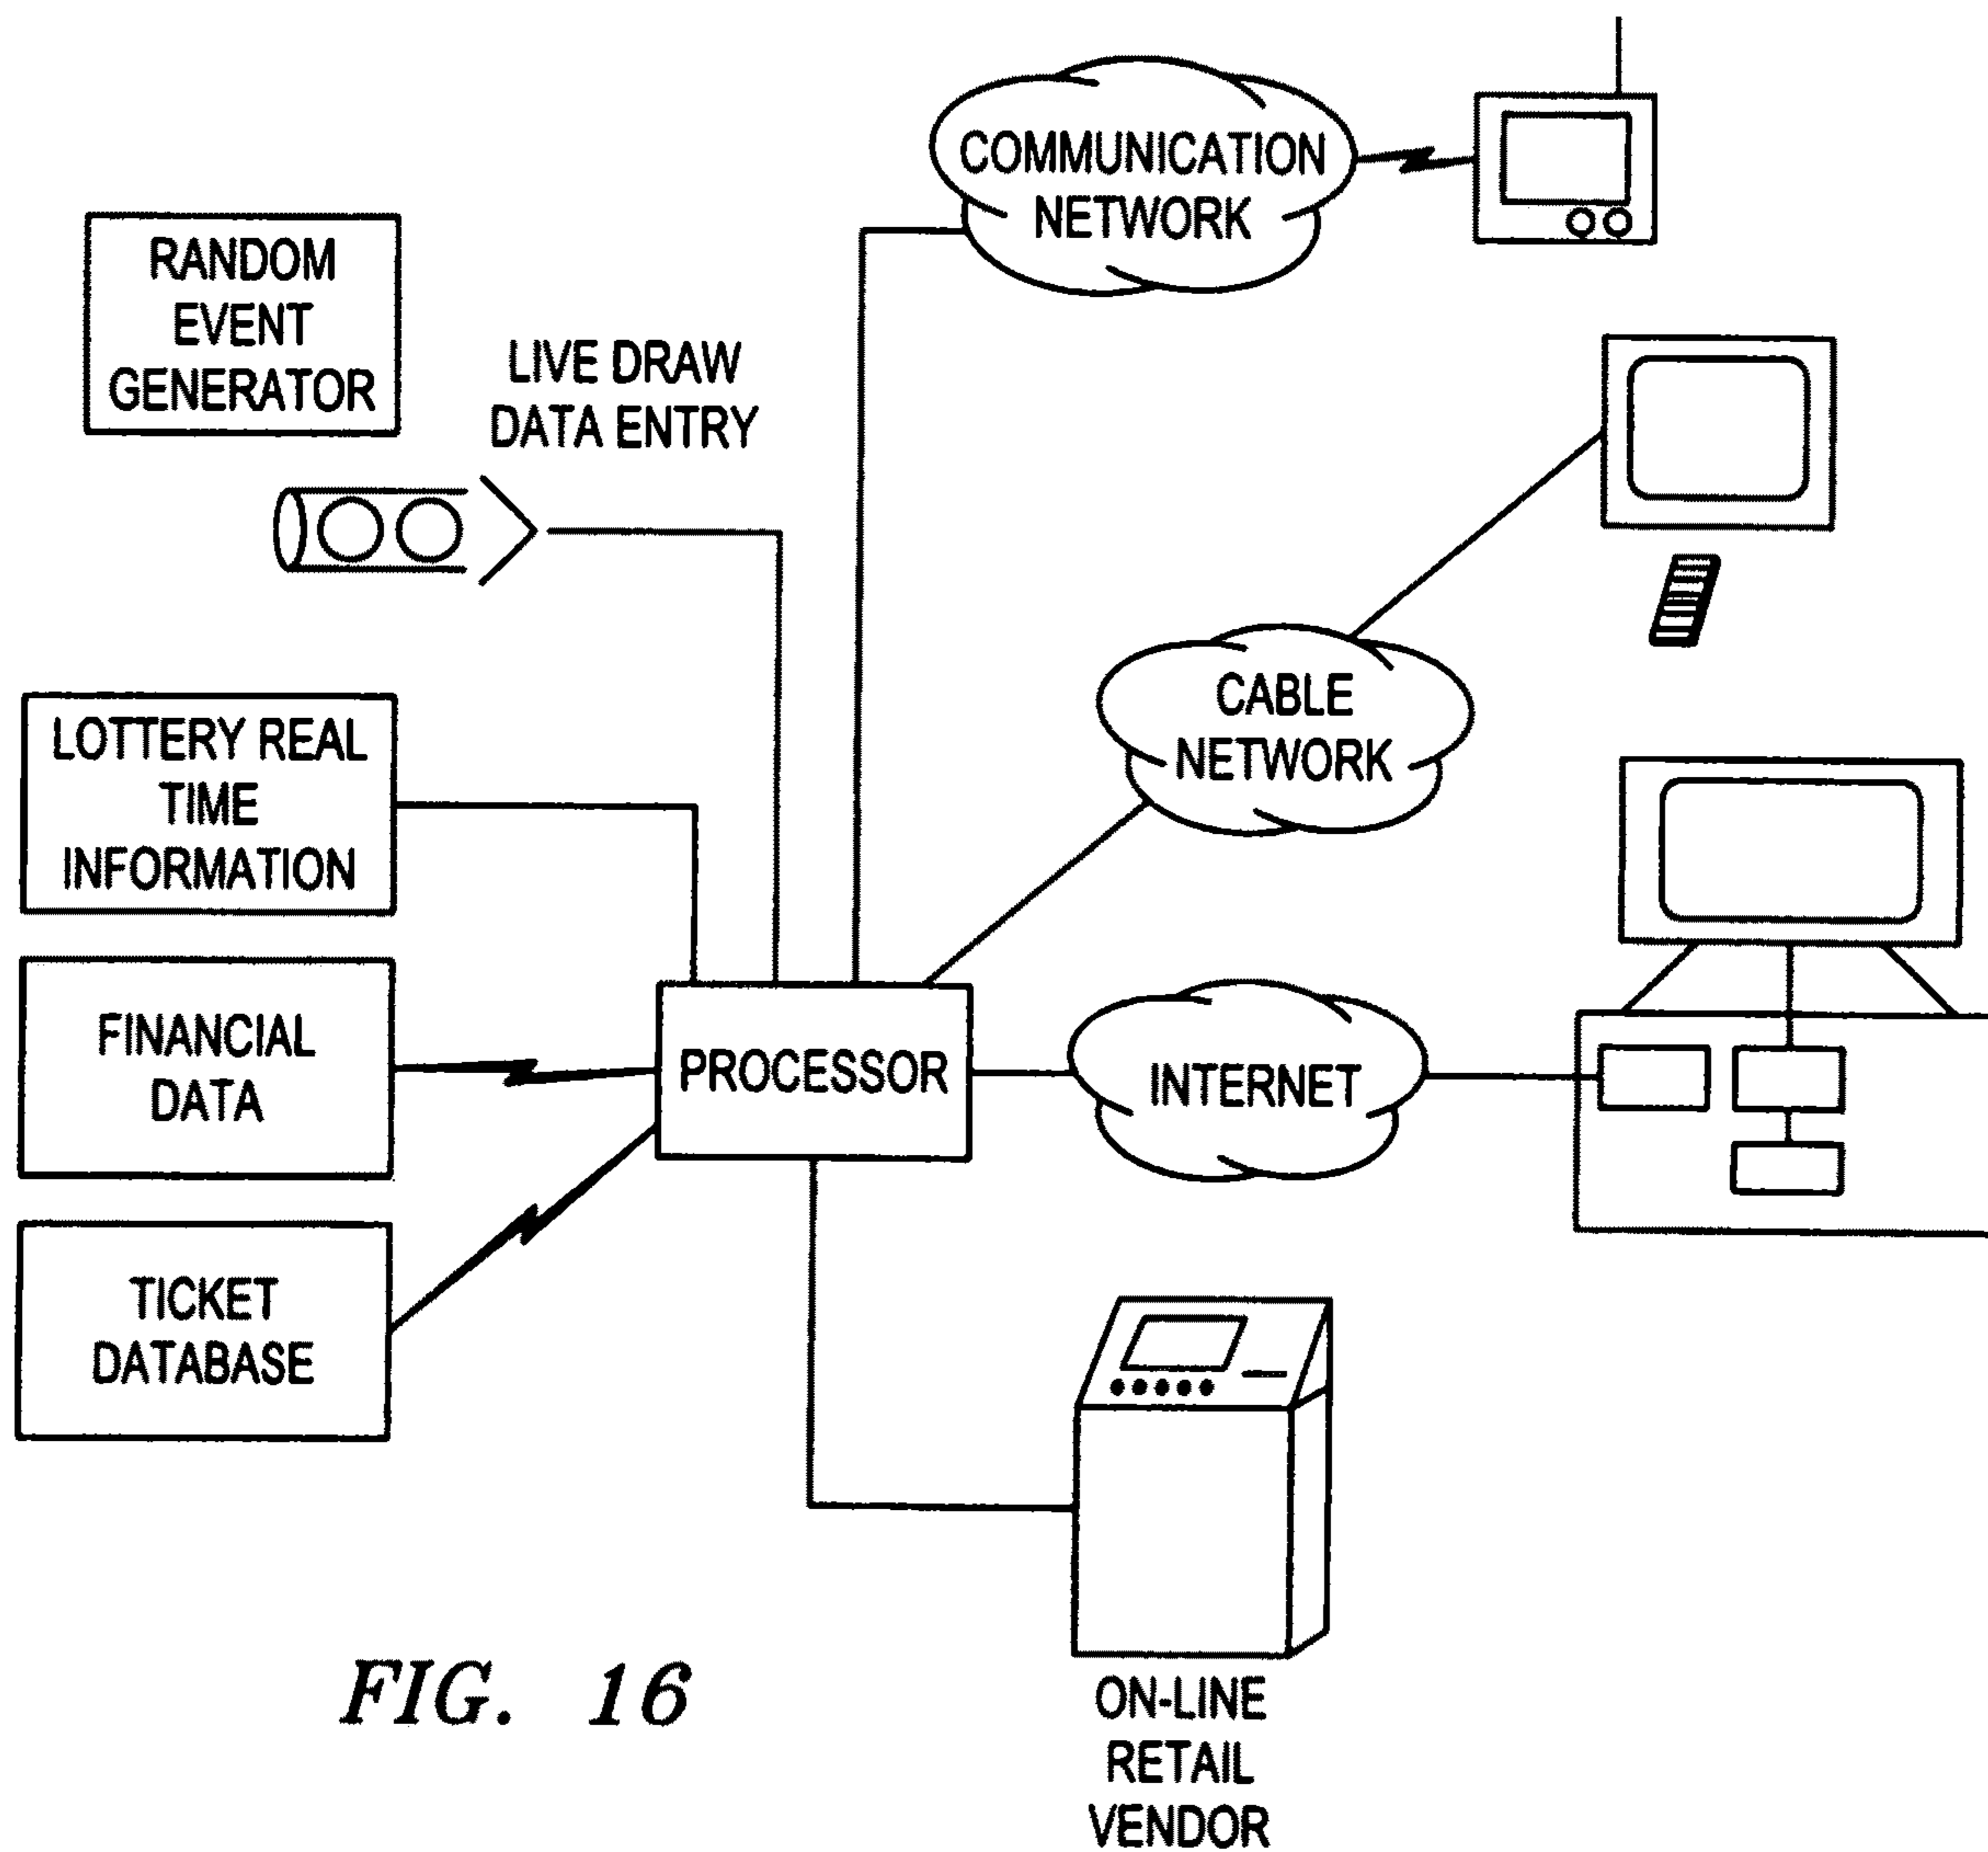 COMMUNICATION
NETWORK
RANDOM
EVENT
GENERATOR
LIVE DRAW
DATA ENTRY
CABLE
NETWORK
LOTTERY REAL
TIME
INFORMATION
FINANCIAL
DATA
PROCESSOR
INTERNET
TICKET
DATABASE
ON-LINE
RETAIL
VENDOR
FIG. 16